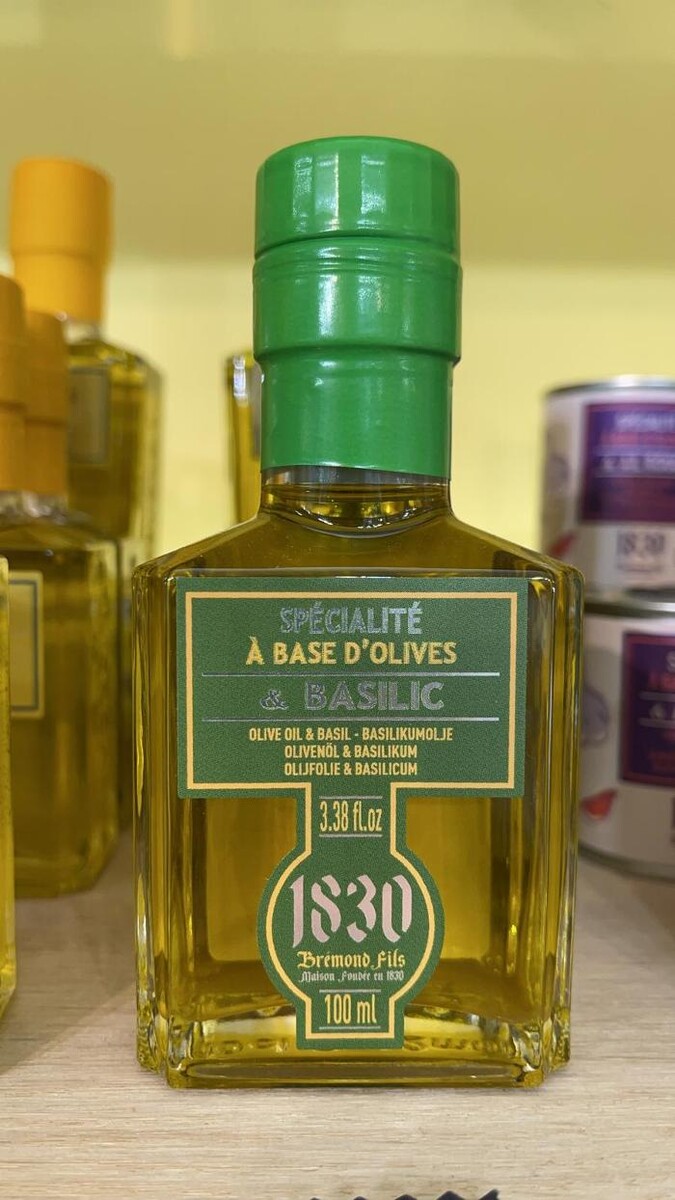 SPÉCIALITÉ
À BASE D'OLIVES
& BASILIC
OLIVE OIL & BASIL - BASILIKUMOLJE
OLIVENÖL & BASILIKUM
OLIJFOLIE & BASILICUM
3.38 fl.oz
1830
Brémond Fils
Maison Fondée en 1830
100 ml
1830